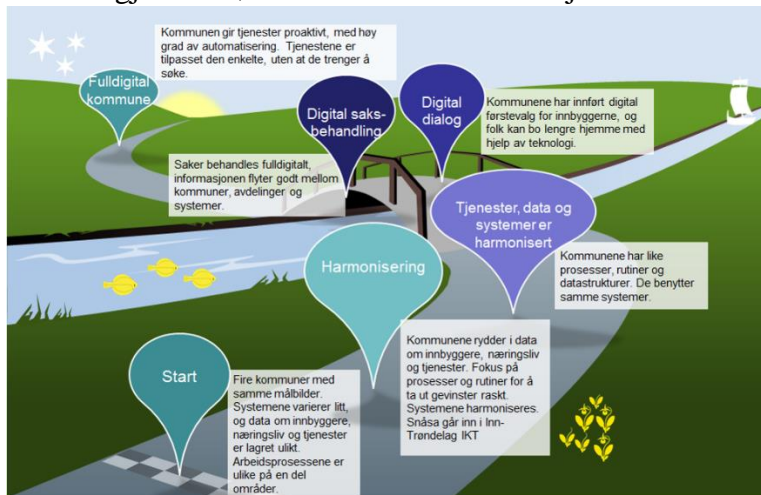 Kommunen gir tjenester proaktivt, med høy
grad av automatisering. Tjenestene er
tilpasset den enkelte, uten at de trenger å
søke.
Fulldigital
kommune
Digital saks-
behandling
Digital
dialog
Kommunene har innført digital
førstevalg for innbyggerne, og
folk kan bo lengre hjemme med
hjelp av teknologi.
Saker behandles fulldigitalt,
informasjonen flyter godt mellom
kommuner, avdelinger og
systemer.
Tjenester, data og
systemer er
harmonisert
Kommunene har like
prosesser, rutiner og
datastrukturer. De benytter
samme systemer.
Harmonisering
Kommunene rydder i data
om innbyggere, næringsliv
og tjenester. Fokus på
prosesser og rutiner for å
ta ut gevinster raskt.
Systemene harmoniseres.
Snåsa går inn i Inn-
Trøndelag IKT
Start
Fire kommuner med
samme målbilder.
Systemene varierer litt,
og data om innbyggere,
næringsliv og tjenester
er lagret ulikt.
Arbeidsprosessene er
ulike på en del
områder.